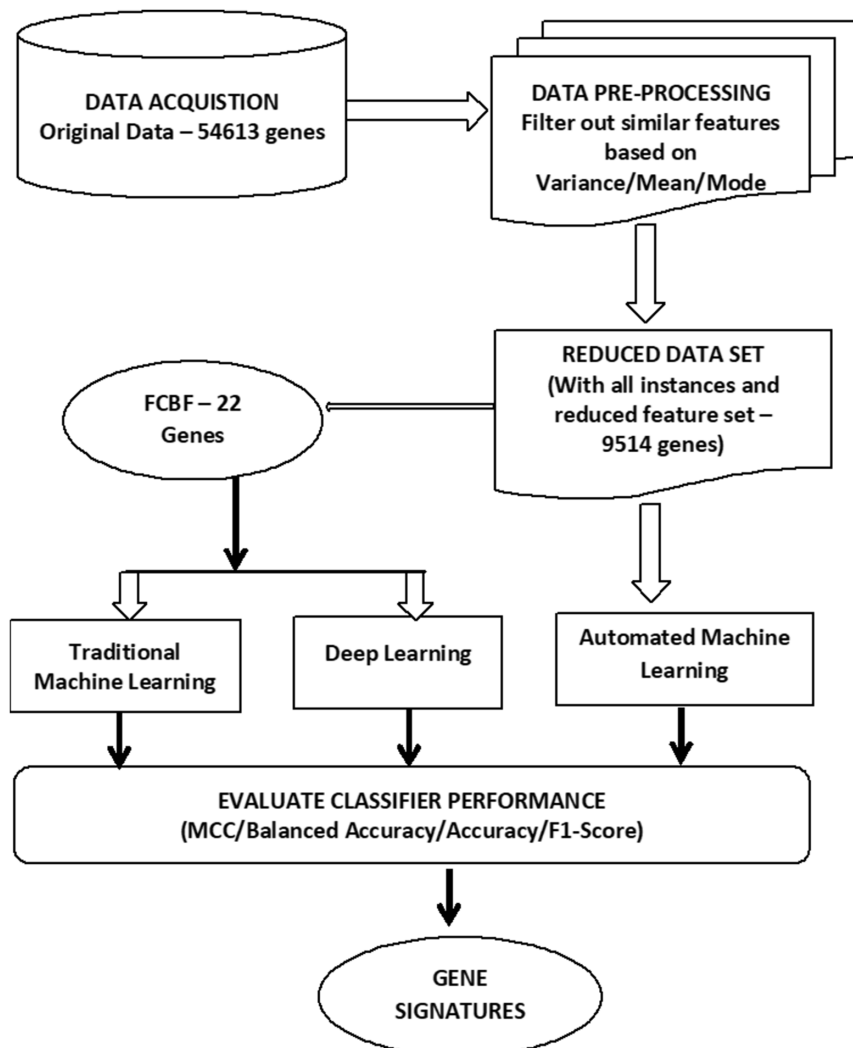 DATA ACQUISTION
Original Data – 54613 genes
DATA PRE-PROCESSING
Filter out similar features
based on
Variance/Mean/Mode
REDUCED DATA SET
(With all instances and
reduced feature set –
9514 genes)
FCBF – 22
Genes
Traditional
Machine Learning
Deep Learning
Automated Machine
Learning
EVALUATE CLASSIFIER PERFORMANCE
(MCC/Balanced Accuracy/Accuracy/F1-Score)
GENE
SIGNATURES